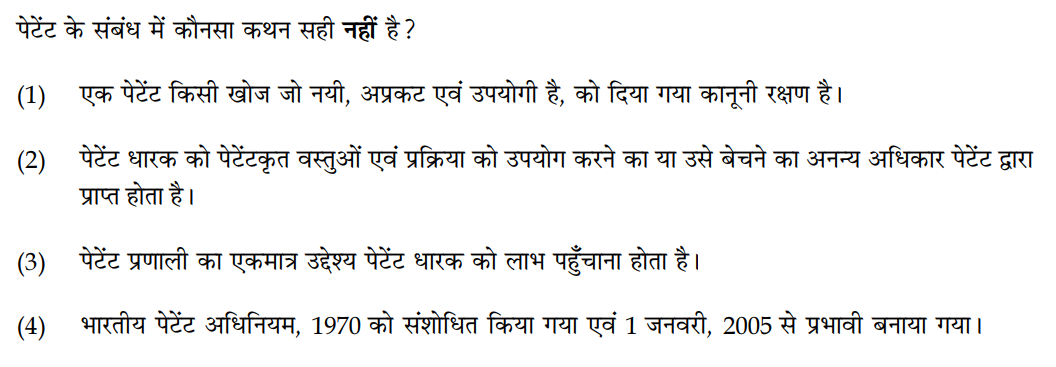 पेटेंट के संबंध में कौनसा कथन सही नहीं है ?
(1) एक पेटेंट किसी खोज जो नयी, अप्रकट एवं उपयोगी है, को दिया गया कानूनी रक्षण है।
(2) पेटेंट धारक को पेटेंटकृत वस्तुओं एवं प्रक्रिया को उपयोग करने का या उसे बेचने का अनन्य अधिकार पेटेंट द्वारा
प्राप्त होता है।
(3) पेटेंट प्रणाली का एकमात्र उद्देश्य पेटेंट धारक को लाभ पहुँचाना होता है।
(4) भारतीय पेटेंट अधिनियम, 1970 को संशोधित किया गया एवं 1 जनवरी, 2005 से प्रभावी बनाया गया।